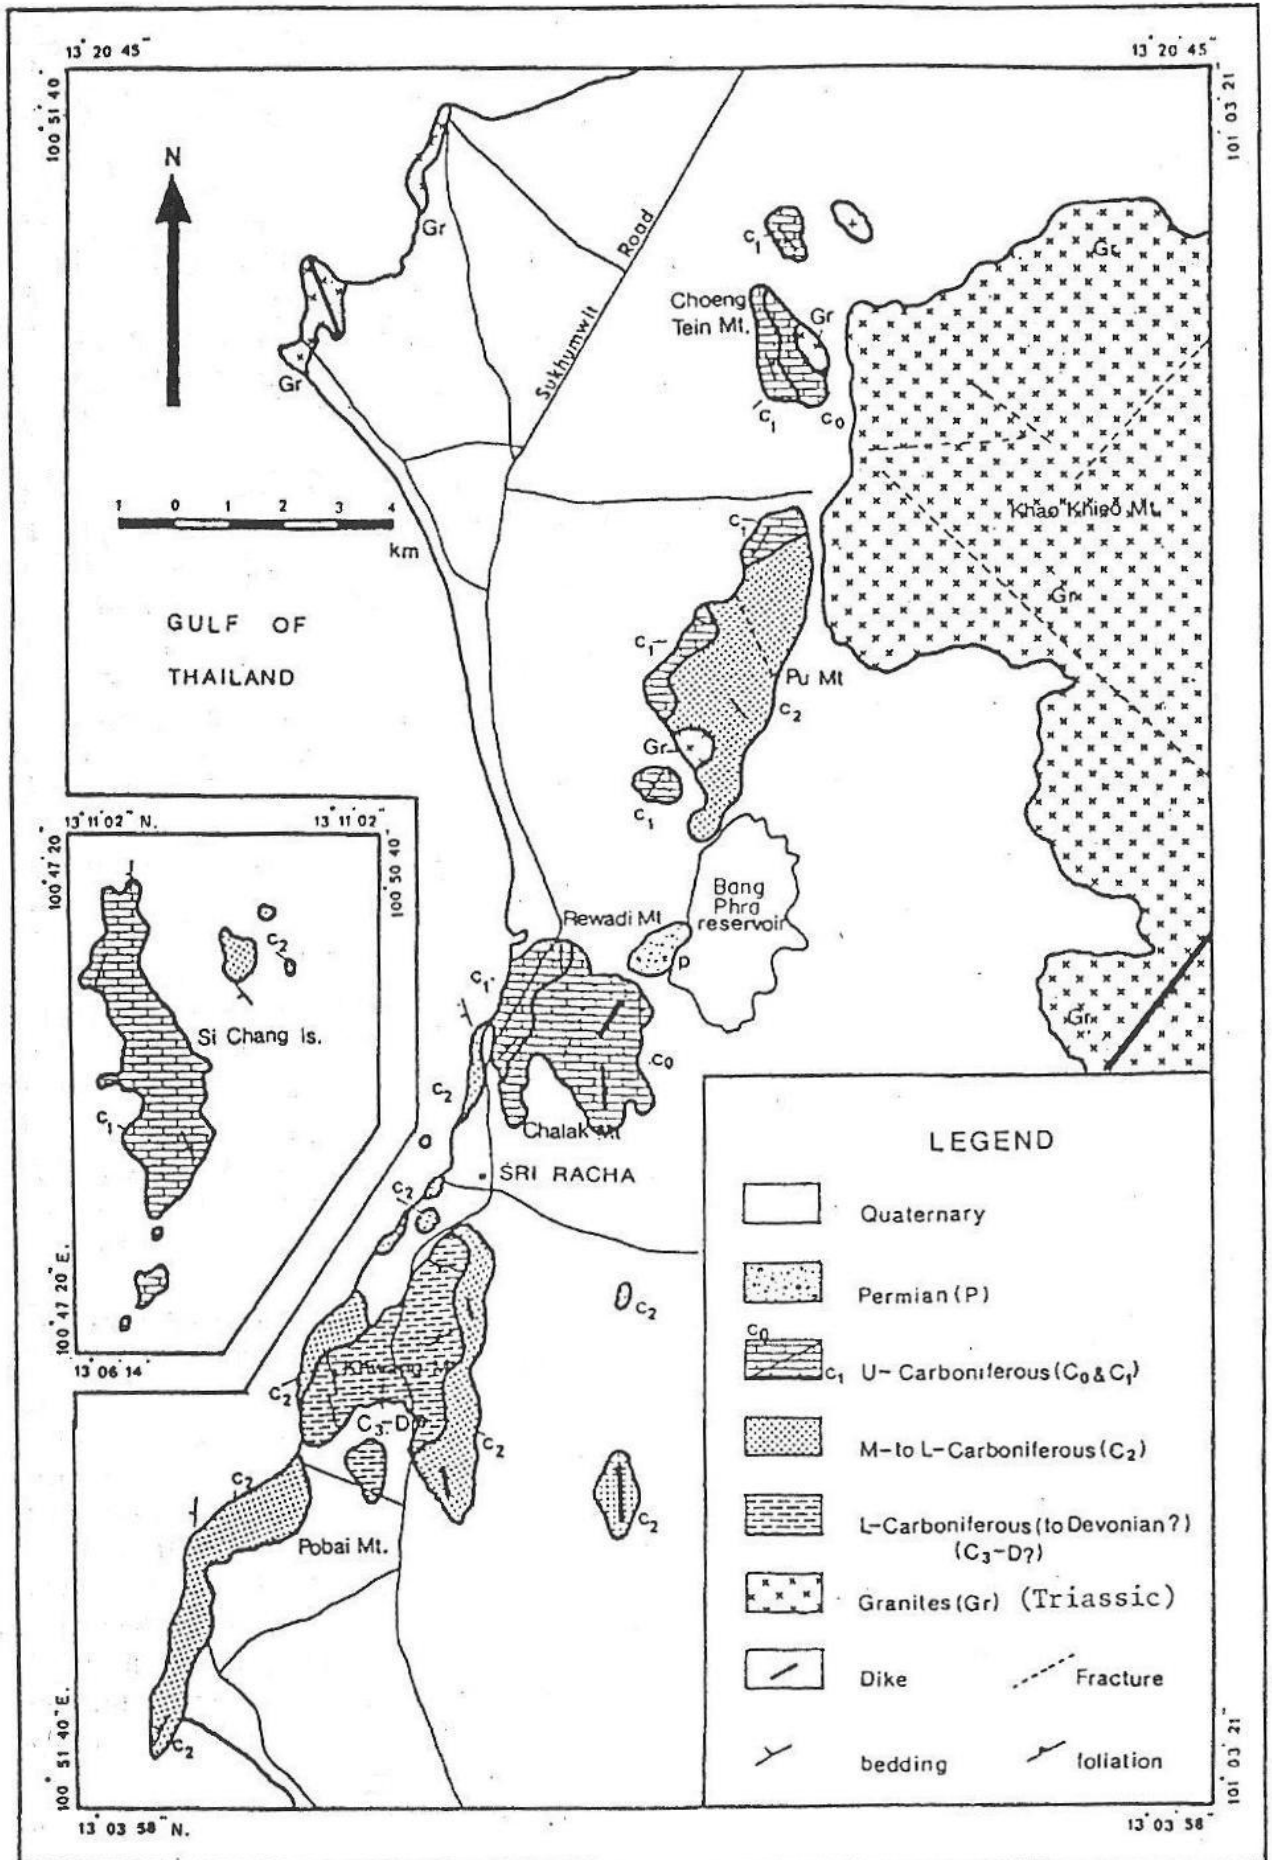 13° 20' 45"
13° 20' 45"
100° 51' 40"
101° 03' 21
N
Gr
Gr
Sukhumwit Road
C1
Choeng
Tein Mt.
Gr
C1
C0
Gr
Khao Khieo Mt.
Gr
1 0 1 2 3 4
km
GULF OF
THAILAND
C1
C1
Pu Mt
C2
Gr
C1
13° 11' 02" N.
13° 11' 02"
100° 47' 20"
100° 50' 40"
C2
Si Chang Is.
C1
100° 47' 20" E.
13° 06' 14"
Bang
Phra
reservoir
Rewadi Mt
P
C1
C0
C2
Chalak Mt
SRI RACHA
C2
C2
C2
C3-D?
C2
C2
C2
Pobai Mt.
C2
Gr
LEGEND
Quaternary
Permian (P)
C0
C1
U- Carboniferous (C0 & C1)
M-to L-Carboniferous (C2)
L-Carboniferous (to Devonian?)
(C3-D?)
Granites (Gr) (Triassic)
Dike
Fracture
bedding
foliation
100° 51' 40" E.
101° 03' 21"
13° 03' 58" N.
13° 03' 58"